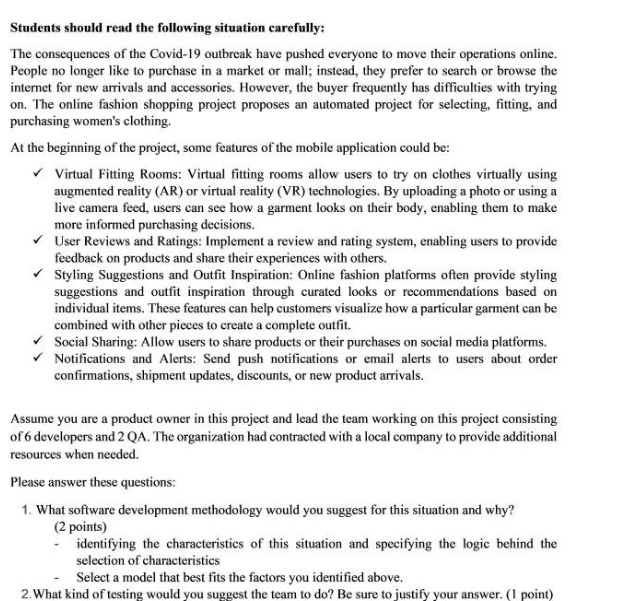 Students should read the following situation carefully:
The consequences of the Covid-19 outbreak have pushed everyone to move their operations online.
People no longer like to purchase in a market or mall; instead, they prefer to search or browse the
internet for new arrivals and accessories. However, the buyer frequently has difficulties with trying
on. The online fashion shopping project proposes an automated project for selecting, fitting, and
purchasing women's clothing.
At the beginning of the project, some features of the mobile application could be:
✓ Virtual Fitting Rooms: Virtual fitting rooms allow users to try on clothes virtually using
augmented reality (AR) or virtual reality (VR) technologies. By uploading a photo or using a
live camera feed, users can see how a garment looks on their body, enabling them to make
more informed purchasing decisions.
✓ User Reviews and Ratings: Implement a review and rating system, enabling users to provide
feedback on products and share their experiences with others.
✓ Styling Suggestions and Outfit Inspiration: Online fashion platforms often provide styling
suggestions and outfit inspiration through curated looks or recommendations based on
individual items. These features can help customers visualize how a particular garment can be
combined with other pieces to create a complete outfit.
✓ Social Sharing: Allow users to share products or their purchases on social media platforms.
✓ Notifications and Alerts: Send push notifications or email alerts to users about order
confirmations, shipment updates, discounts, or new product arrivals.
Assume you are a product owner in this project and lead the team working on this project consisting
of 6 developers and 2 QA. The organization had contracted with a local company to provide additional
resources when needed.
Please answer these questions:
1. What software development methodology would you suggest for this situation and why?
(2 points)
- identifying the characteristics of this situation and specifying the logic behind the
selection of characteristics
- Select a model that best fits the factors you identified above.
2.What kind of testing would you suggest the team to do? Be sure to justify your answer. (1 point)